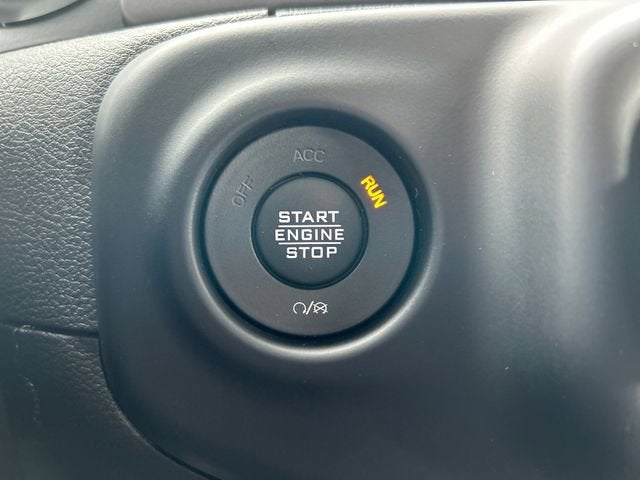 OFF
ACC
RUN
START
ENGINE
STOP